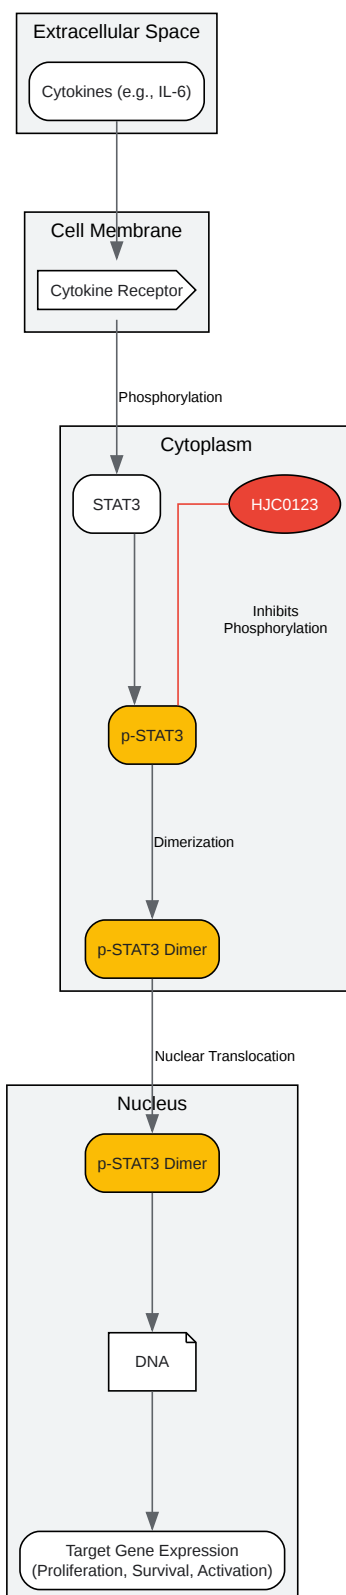 Extracellular Space
Cytokines (e.g., IL-6)
Cell Membrane
Cytokine Receptor
Phosphorylation
Cytoplasm
STAT3
HJC0123
Inhibits
Phosphorylation
p-STAT3
Dimerization
p-STAT3 Dimer
Nuclear Translocation
Nucleus
p-STAT3 Dimer
DNA
Target Gene Expression
(Proliferation, Survival, Activation)